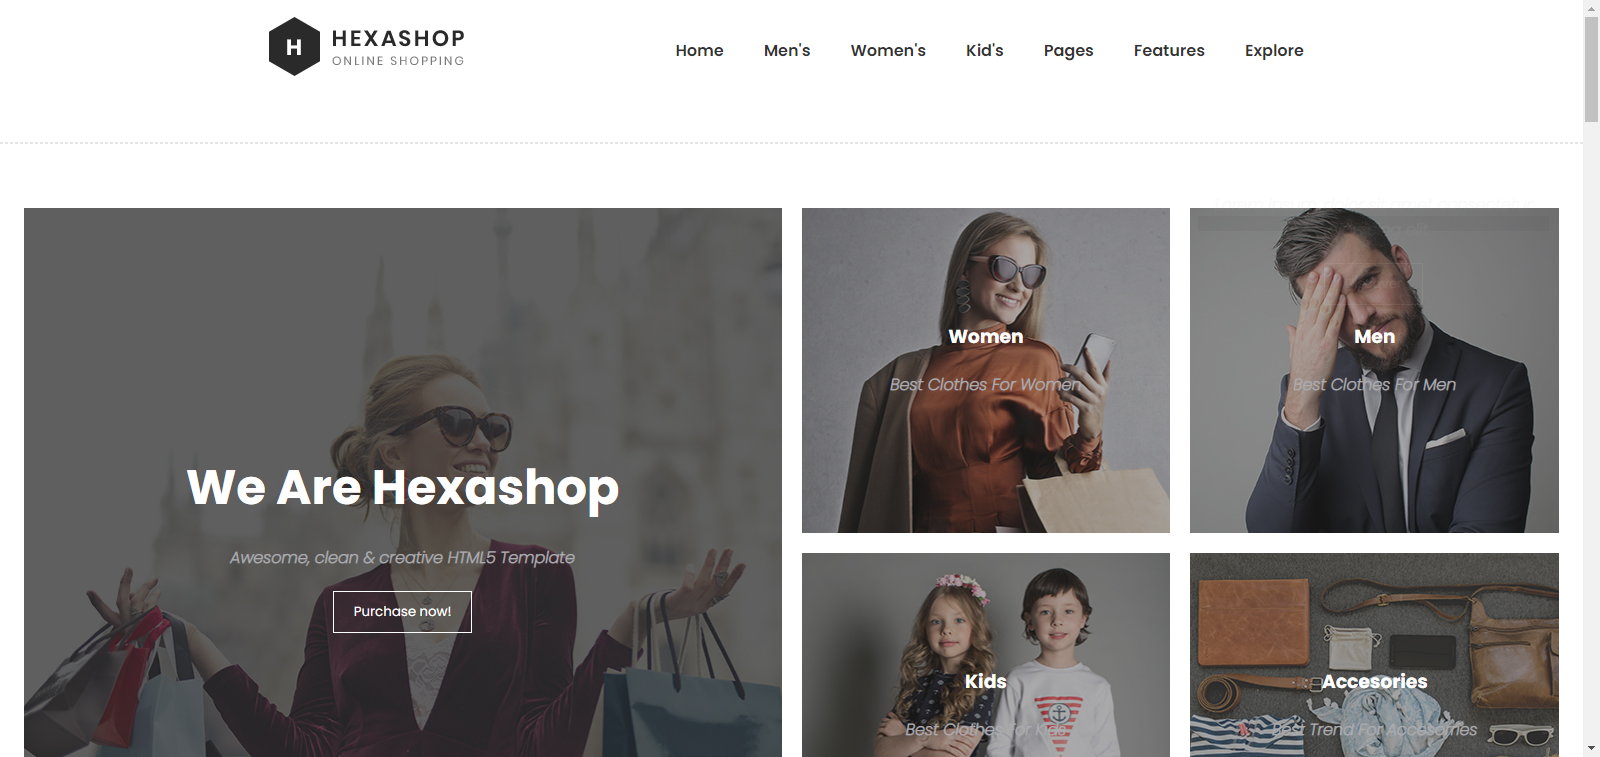 H
HEXASHOP
ONLINE SHOPPING
Home
Men's
Women's
Kid's
Pages
Features
Explore
We Are Hexashop
Awesome, clean & creative HTML5 Template
Purchase now!
Women
Best Clothes For Women
Men
Best Clothes For Men
Kids
Best Clothes For Kids
Accesories
Best Trend For Accesories